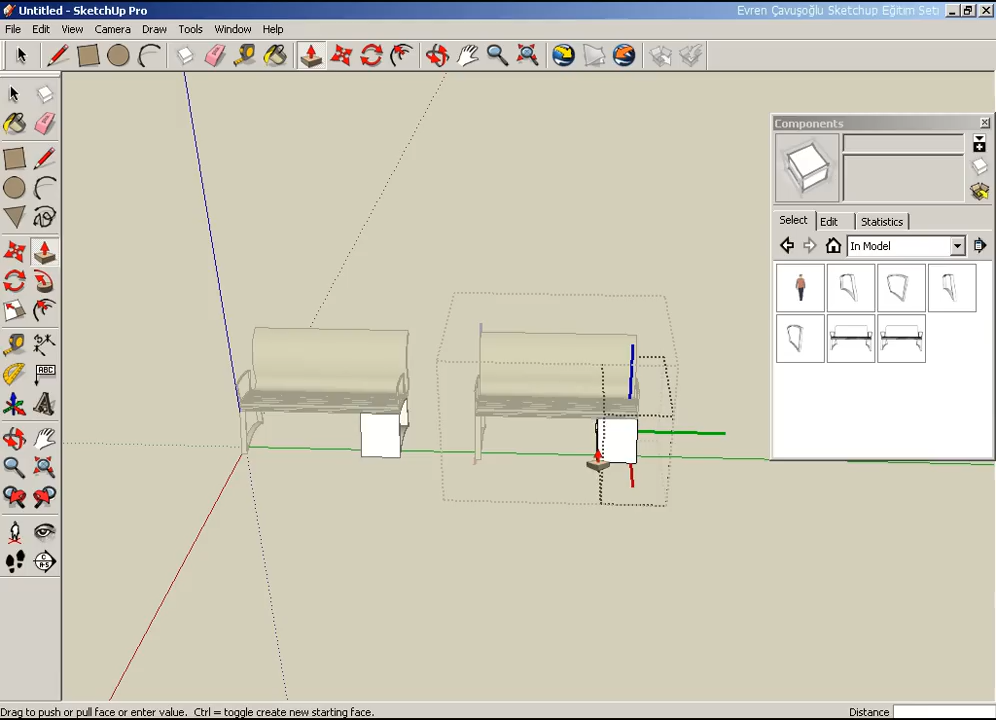 Untitled - SketchUp Pro
Evren Çavuşoğlu Sketchup Eğitim Seti
File Edit View Camera Draw Tools Window Help
Components
Select Edit Statistics
In Model
ABC
Drag to push or pull face or enter value. Ctrl = toggle create new starting face.
Distance